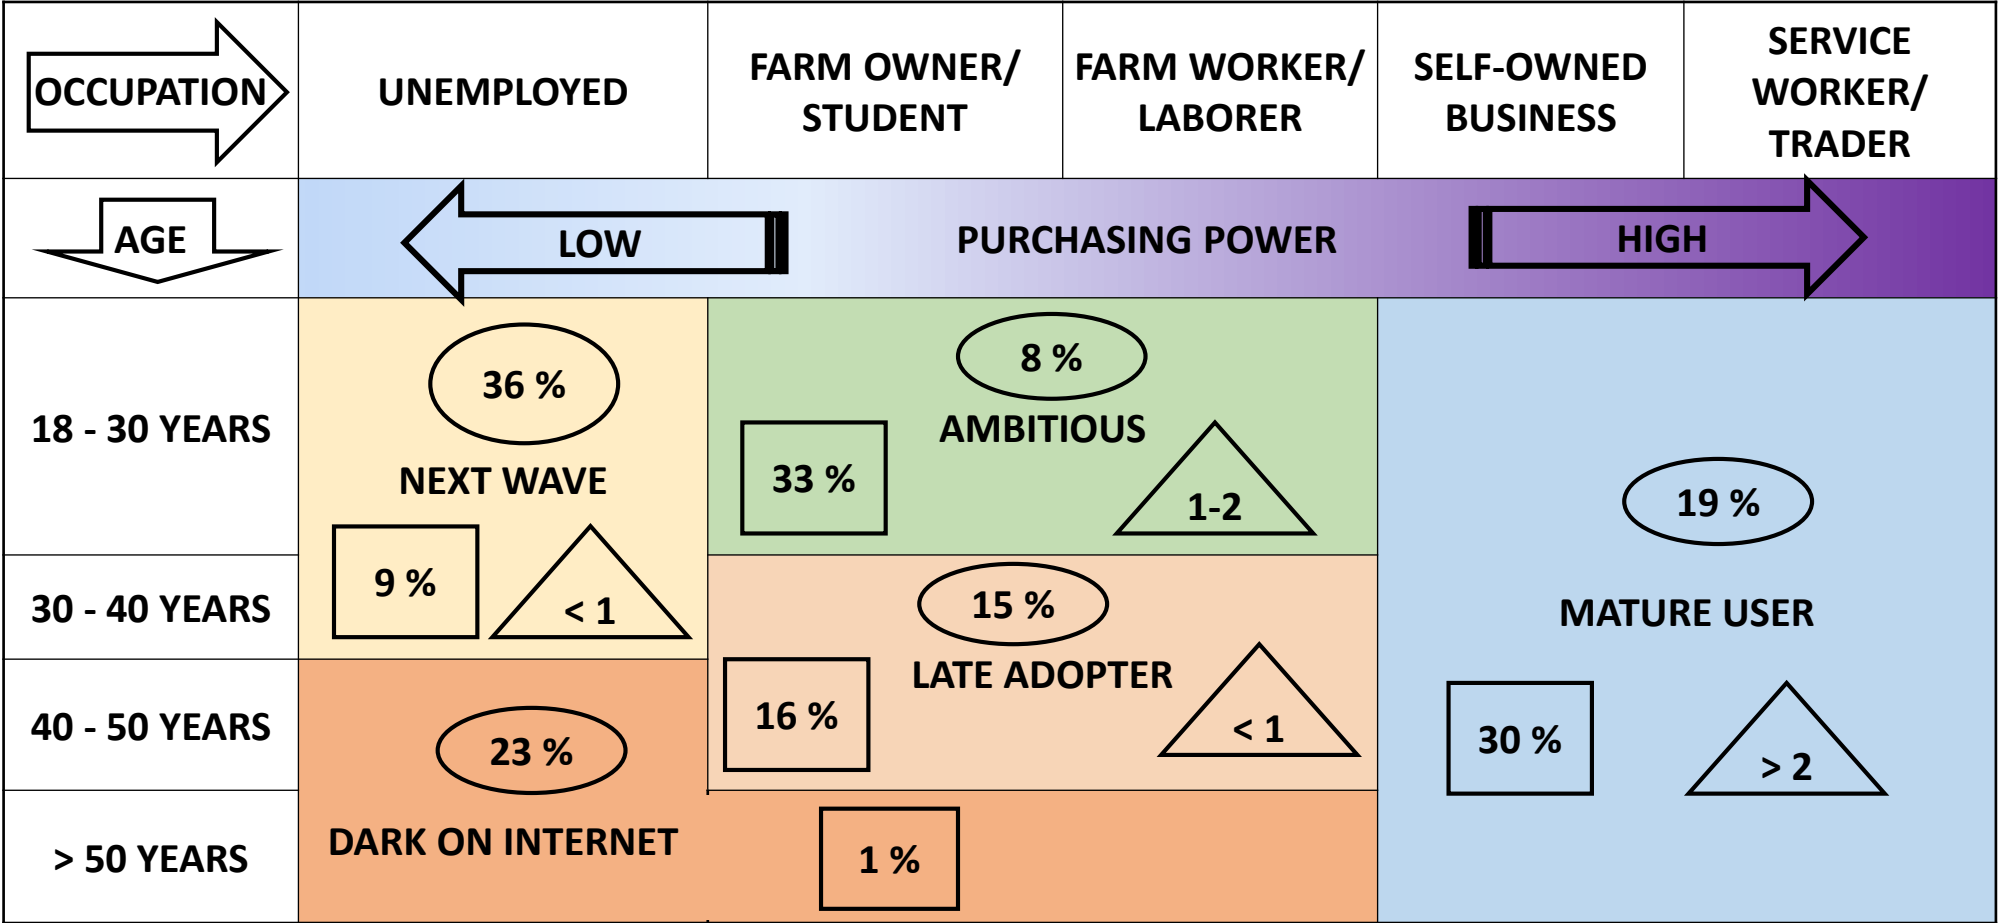 OCCUPATION
UNEMPLOYED
FARM OWNER/
STUDENT
FARM WORKER/
LABORER
SELF-OWNED
BUSINESS
SERVICE
WORKER/
TRADER
AGE
LOW
PURCHASING POWER
HIGH
18 - 30 YEARS
36 %
NEXT WAVE
9 %
< 1
8 %
AMBITIOUS
33 %
1-2
19 %
MATURE USER
30 %
> 2
30 - 40 YEARS
15 %
LATE ADOPTER
16 %
< 1
40 - 50 YEARS
23 %
DARK ON INTERNET
1 %
> 50 YEARS